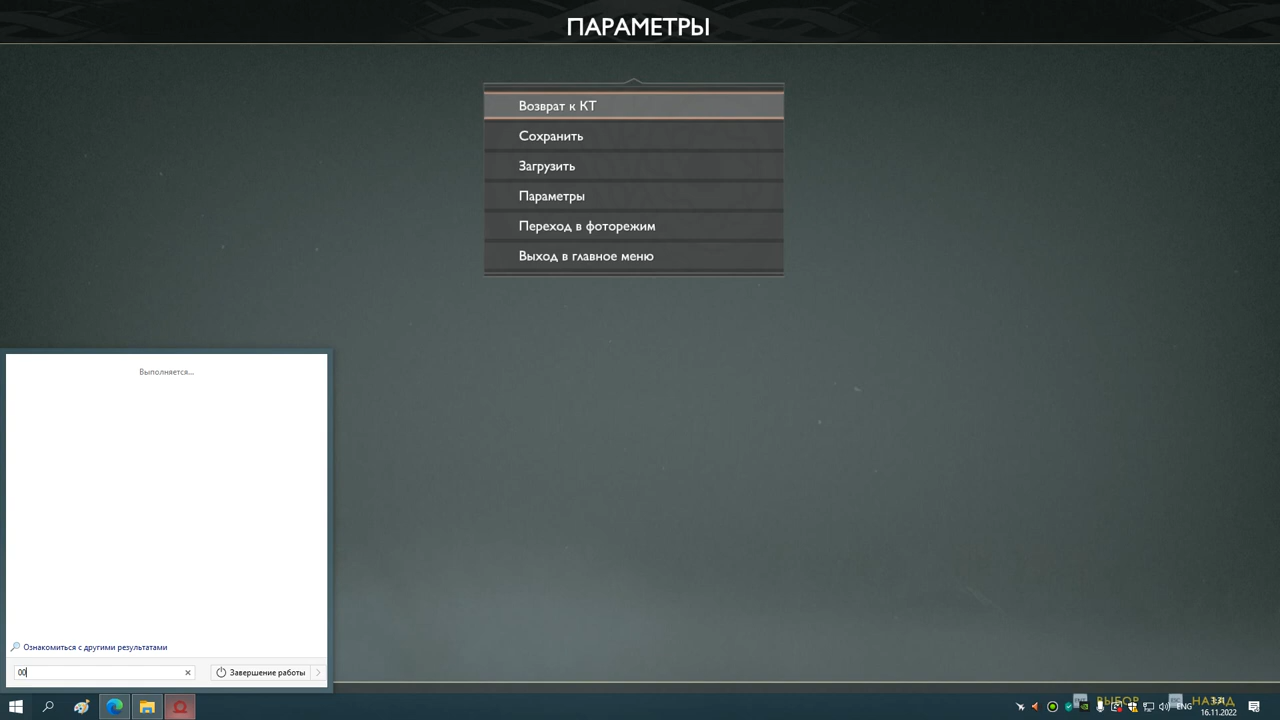 ПАРАМЕТРЫ
Возврат к КТ
Сохранить
Загрузить
Параметры
Переход в фоторежим
Выход в главное меню
Выполняется...
Ознакомиться с другими результатами
00
Завершение работы
ВЫБОР
НАЗАД
ENG
16.11.2022